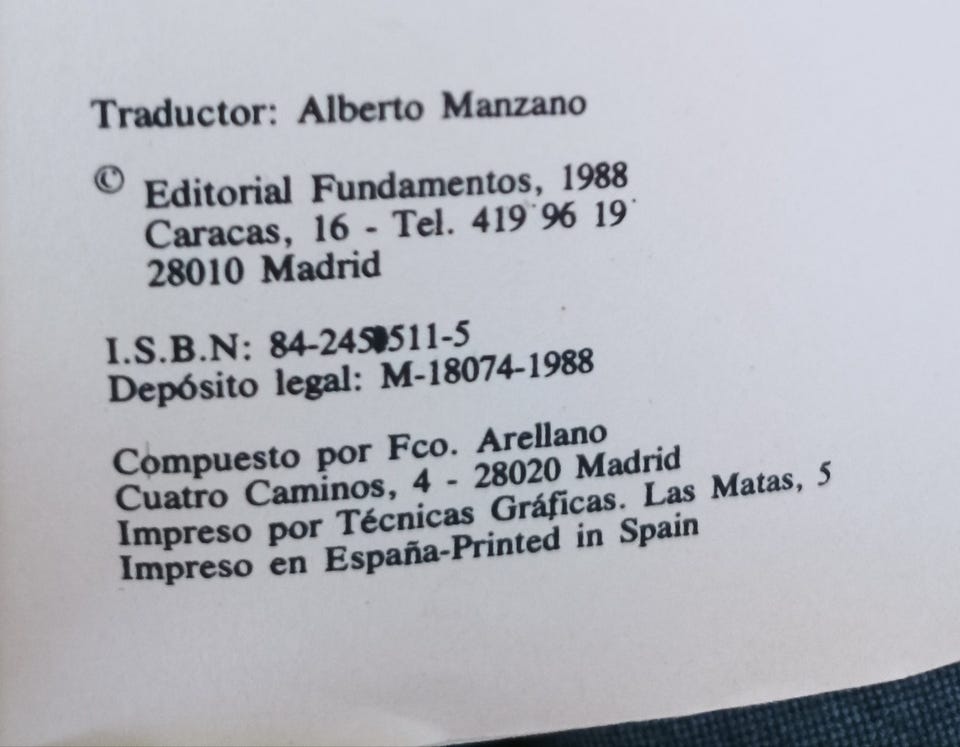 Traductor: Alberto Manzano
© Editorial Fundamentos, 1988
Caracas, 16 - Tel. 419 96 19
28010 Madrid
I.S.B.N:
Depósito legal: M-18074-1988
Compuesto por Fco. Arellano
Cuatro Caminos, 4 - 28020 Madrid
Impreso por Técnicas Gráficas. Las Matas, 5
Impreso en España-Printed in Spain